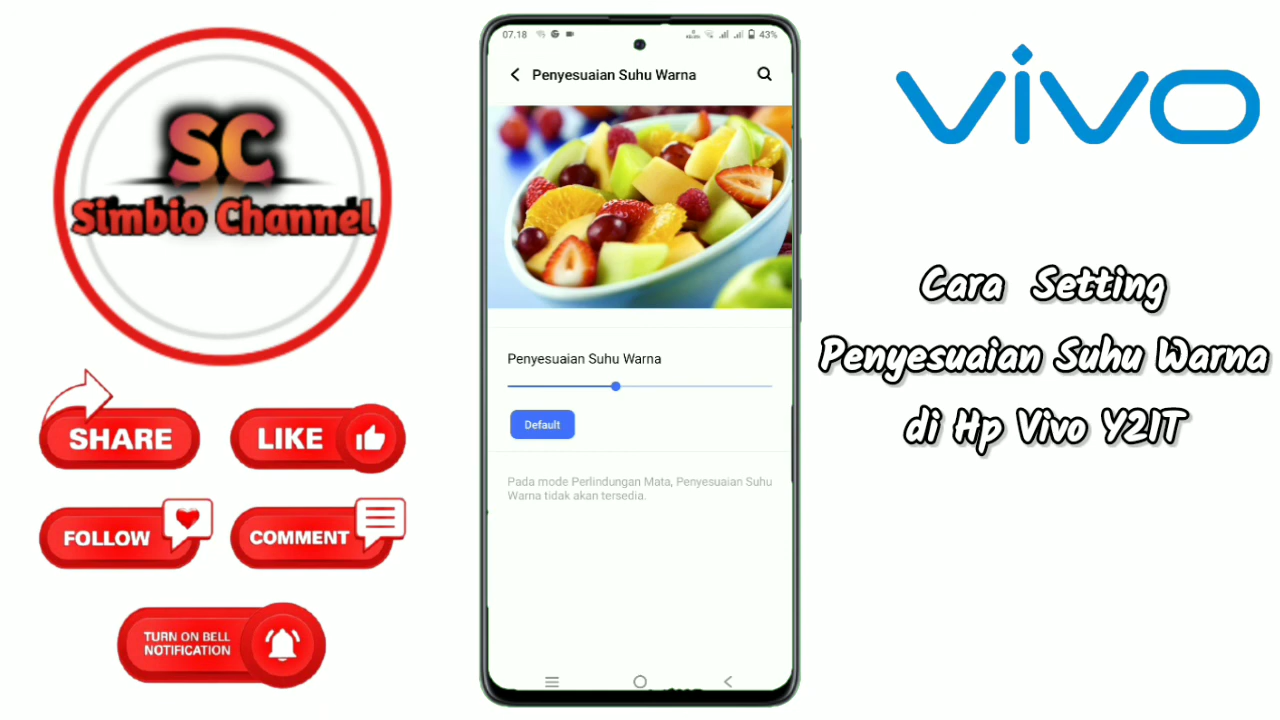 SC
Simbio Channel
SHARE
LIKE
FOLLOW
COMMENT
TURN ON BELL
NOTIFICATION
07.18
43%
Penyesuaian Suhu Warna
Penyesuaian Suhu Warna
Default
Pada mode Perlindungan Mata, Penyesuaian Suhu
Warna tidak akan tersedia.
vivo
Cara Setting
Penyesuaian Suhu Warna
di Hp Vivo Y21T